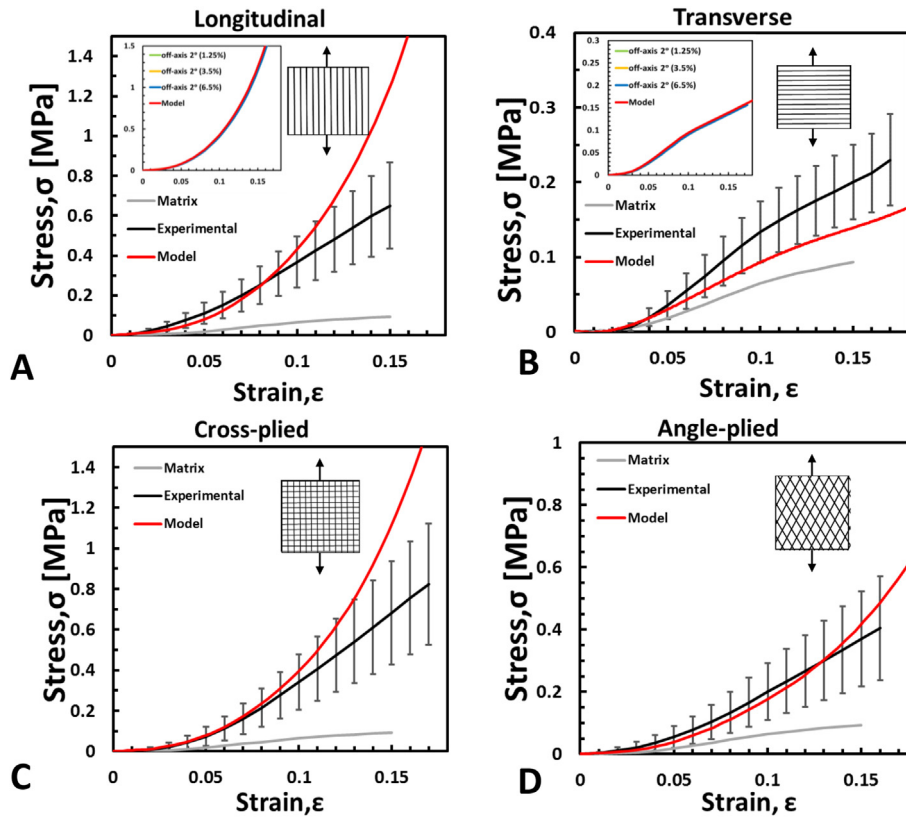 Longitudinal
Stress,σ [MPa]
1.4
1.2
1
0.8
0.6
0.4
0.2
0
0
0.05
0.1
0.15
Strain,ε
A
1.5
1
0.5
0
0
0.05
0.1
0.15
off-axis 2° (1.25%)
off-axis 2° (3.5%)
off-axis 2° (6.5%)
Model
Matrix
Experimental
Model
Transverse
Stress,σ [MPa]
0.4
0.3
0.2
0.1
0
0
0.05
0.1
0.15
Strain, ε
B
0.3
0.25
0.2
0.15
0.1
0.05
0
0
0.05
0.1
0.15
off-axis 2° (1.25%)
off-axis 2° (3.5%)
off-axis 2° (6.5%)
Model
Matrix
Experimental
Model
Cross-plied
Stress,σ [MPa]
1.4
1.2
1
0.8
0.6
0.4
0.2
0
0
0.05
0.1
0.15
Strain,ε
C
Matrix
Experimental
Model
Angle-plied
Stress,σ [MPa]
1
0.8
0.6
0.4
0.2
0
0
0.05
0.1
0.15
Strain, ε
D
Matrix
Experimental
Model